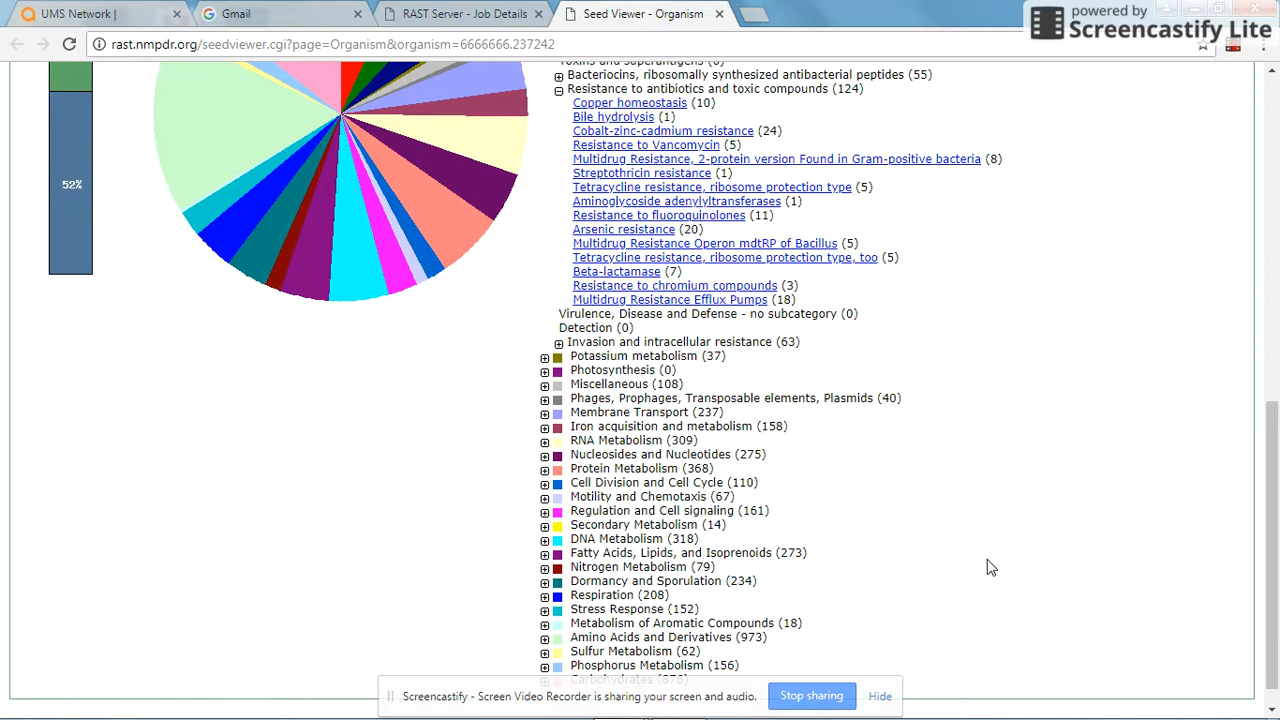 UMS Network |
Gmail
RAST Server - Job Details
Seed Viewer - Organism
powered by
Screencastify Lite
rast.nmpdr.org/seedviewer.cgi?page=Organism&organism=6666666.237242
Toxins and superantigens (0)
Bacteriocins, ribosomally synthesized antibacterial peptides (55)
Resistance to antibiotics and toxic compounds (124)
Copper homeostasis (10)
Bile hydrolysis (1)
Cobalt-zinc-cadmium resistance (24)
Resistance to Vancomycin (5)
Multidrug Resistance, 2-protein version Found in Gram-positive bacteria (8)
52%
Streptothricin resistance (1)
Tetracycline resistance, ribosome protection type (5)
Aminoglycoside adenylyltransferases (1)
Resistance to fluoroquinolones (11)
Arsenic resistance (20)
Multidrug Resistance Operon mdtRP of Bacillus (5)
Tetracycline resistance, ribosome protection type, too (5)
Beta-lactamase (7)
Resistance to chromium compounds (3)
Multidrug Resistance Efflux Pumps (18)
Virulence, Disease and Defense - no subcategory (0)
Detection (0)
Invasion and intracellular resistance (63)
Potassium metabolism (37)
Photosynthesis (0)
Miscellaneous (108)
Phages, Prophages, Transposable elements, Plasmids (40)
Membrane Transport (237)
Iron acquisition and metabolism (158)
RNA Metabolism (309)
Nucleosides and Nucleotides (275)
Protein Metabolism (368)
Cell Division and Cell Cycle (110)
Motility and Chemotaxis (67)
Regulation and Cell signaling (161)
Secondary Metabolism (14)
DNA Metabolism (318)
Fatty Acids, Lipids, and Isoprenoids (273)
Nitrogen Metabolism (79)
Dormancy and Sporulation (234)
Respiration (208)
Stress Response (152)
Metabolism of Aromatic Compounds (18)
Amino Acids and Derivatives (973)
Sulfur Metabolism (62)
Phosphorus Metabolism (156)
Carbohydrates (876)
Screencastify - Screen Video Recorder is sharing your screen and audio.
Stop sharing
Hide